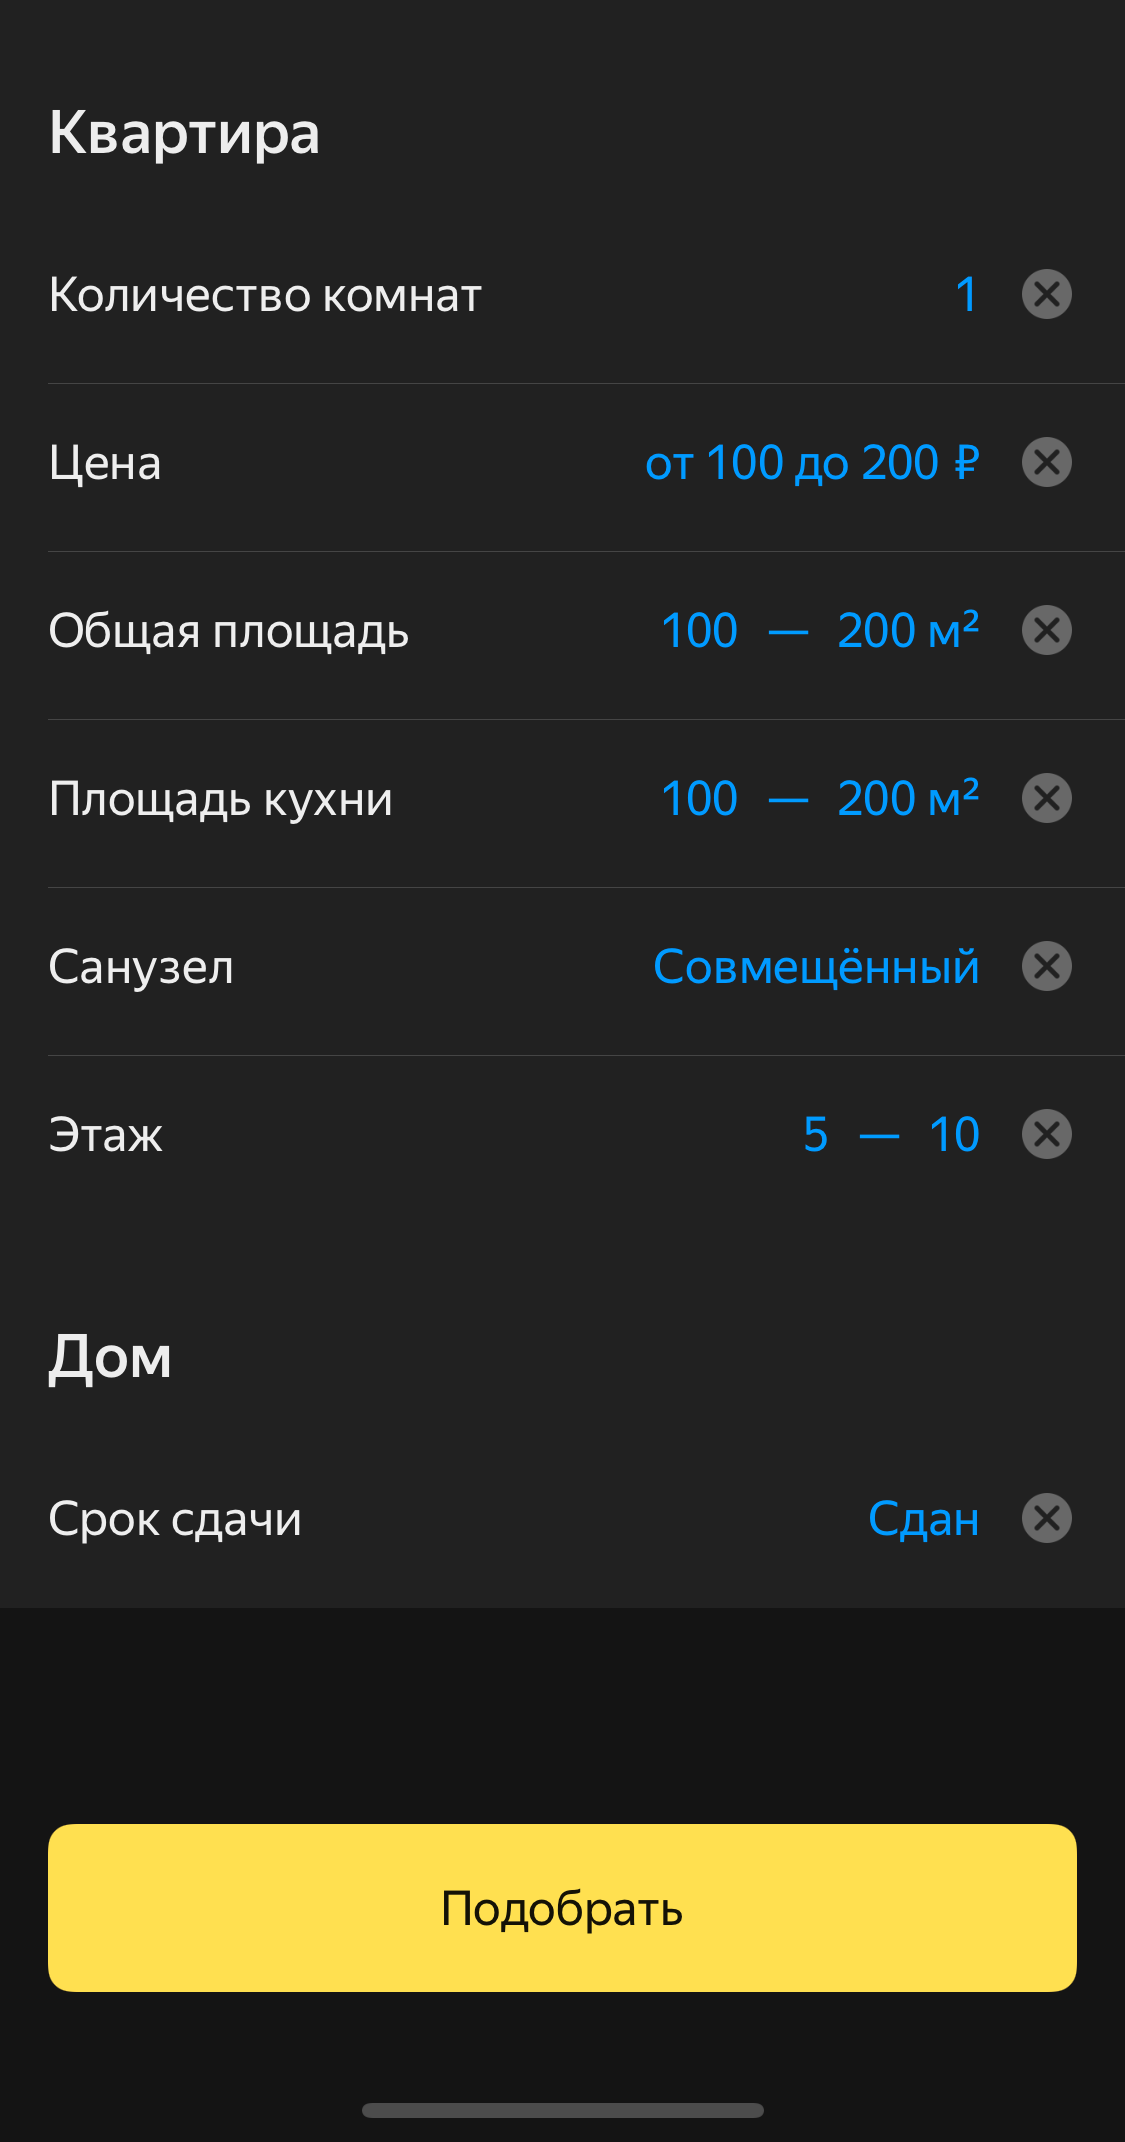 Квартира
Количество комнат 1
Цена от 100 до 200 ₽
Общая площадь 100 — 200 м²
Площадь кухни 100 — 200 м²
Санузел Совмещённый
Этаж 5 — 10
Дом
Срок сдачи Сдан
Подобрать